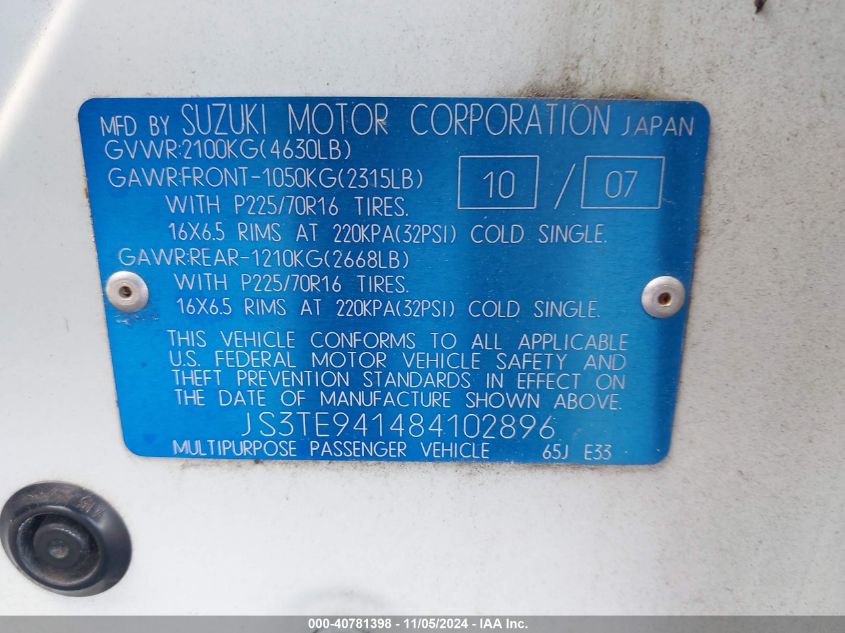 MFD BY SUZUKI MOTOR CORPORATION JAPAN
GVWR:2100KG(4630LB)
GAWR:FRONT-1050KG(2315LB) 10 / 07
WITH P225/70R16 TIRES.
16X6.5 RIMS AT 220KPA(32PSI) COLD SINGLE.
GAWR:REAR-1210KG(2668LB)
WITH P225/70R16 TIRES.
16X6.5 RIMS AT 220KPA(32PSI) COLD SINGLE.
THIS VEHICLE CONFORMS TO ALL APPLICABLE
U.S. FEDERAL MOTOR VEHICLE SAFETY AND
THEFT PREVENTION STANDARDS IN EFFECT ON
THE DATE OF MANUFACTURE SHOWN ABOVE.
JS3TE941484102896
MULTIPURPOSE PASSENGER VEHICLE 65J E33
000-40781398 - 11/05/2024 - IAA Inc.